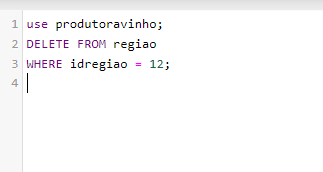 1 use produtoravinho;
2 DELETE FROM regiao
3 WHERE idregiao = 12;
4